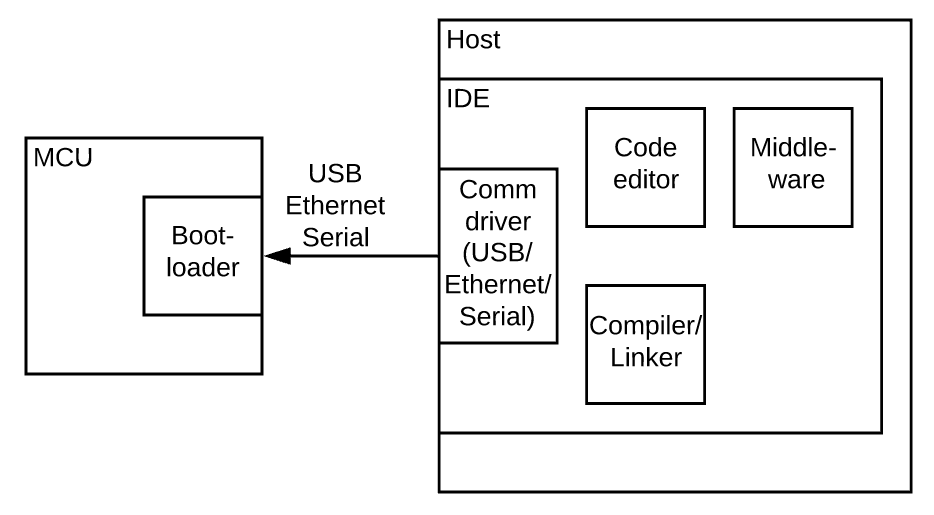 Host
IDE
Code
editor
Middle-
ware
MCU
Boot-
loader
USB
Ethernet
Serial
Comm
driver
(USB/
Ethernet/
Serial)
Compiler/
Linker